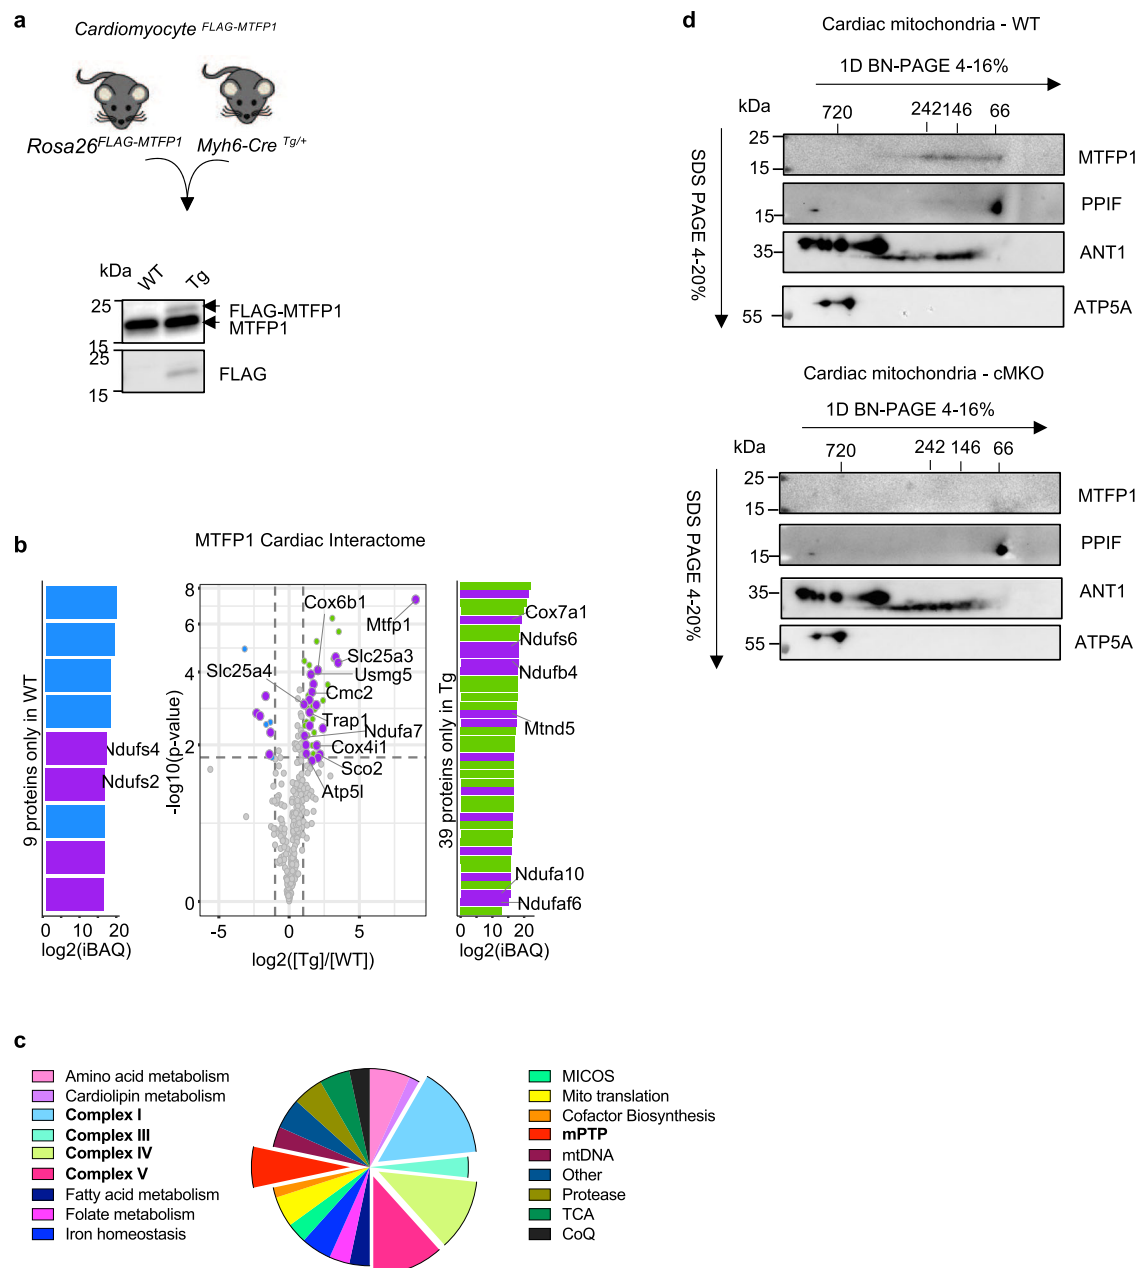 a
Cardiomyocyte FLAG-MTFP1
Rosa26FLAG-MTFP1
Myh6-Cre Tg/+
kDa
WT
Tg
25
FLAG-MTFP1
MTFP1
15
25
FLAG
15
b
MTFP1 Cardiac Interactome
9 proteins only in WT
Ndufs4
Ndufs2
0
10
20
log2(iBAQ)
-log10(p-value)
8
6
4
2
0
Cox6b1
Mtfp1
Slc25a3
Slc25a4
Usmg5
Cmc2
Trap1
Ndufa7
Cox4i1
Sco2
Atp5l
-5
0
5
log2([Tg]/[WT])
39 proteins only in Tg
Cox7a1
Ndufs6
Ndufb4
Mtnd5
Ndufa10
Ndufaf6
0
10
20
log2(iBAQ)
c
Amino acid metabolism
Cardiolipin metabolism
Complex I
Complex III
Complex IV
Complex V
Fatty acid metabolism
Folate metabolism
Iron homeostasis
MICOS
Mito translation
Cofactor Biosynthesis
mPTP
mtDNA
Other
Protease
TCA
CoQ
d
Cardiac mitochondria - WT
1D BN-PAGE 4-16%
kDa
720
242
146
66
SDS PAGE 4-20%
25
MTFP1
15
PPIF
15
35
ANT1
ATP5A
55
Cardiac mitochondria - cMKO
1D BN-PAGE 4-16%
kDa
720
242
146
66
SDS PAGE 4-20%
25
MTFP1
15
PPIF
15
35
ANT1
55
ATP5A